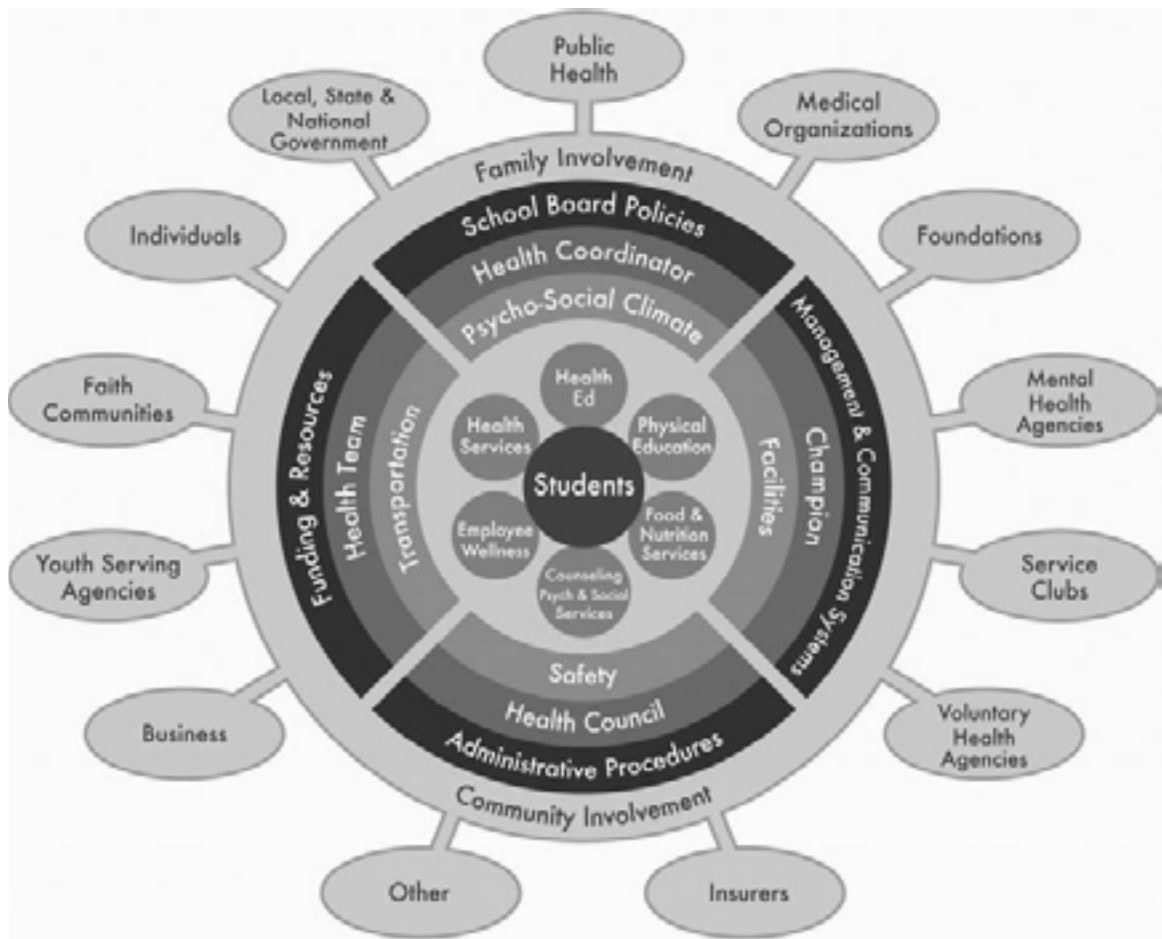 Public
Health
Local, State &
National
Government
Medical
Organizations
Individuals
Foundations
Faith
Communities
Mental
Health
Agencies
Youth Serving
Agencies
Service
Clubs
Business
Voluntary
Health
Agencies
Other
Insurers
Family Involvement
School Board Policies
Health Coordinator
Psycho-Social Climate
Funding & Resources
Health Team
Transportation
Facilities
Champion
Management & Communication Systems
Health
Ed
Health
Services
Physical
Education
Students
Employee
Wellness
Food &
Nutrition
Services
Counseling
Psych & Social
Services
Safety
Health Council
Administrative Procedures
Community Involvement